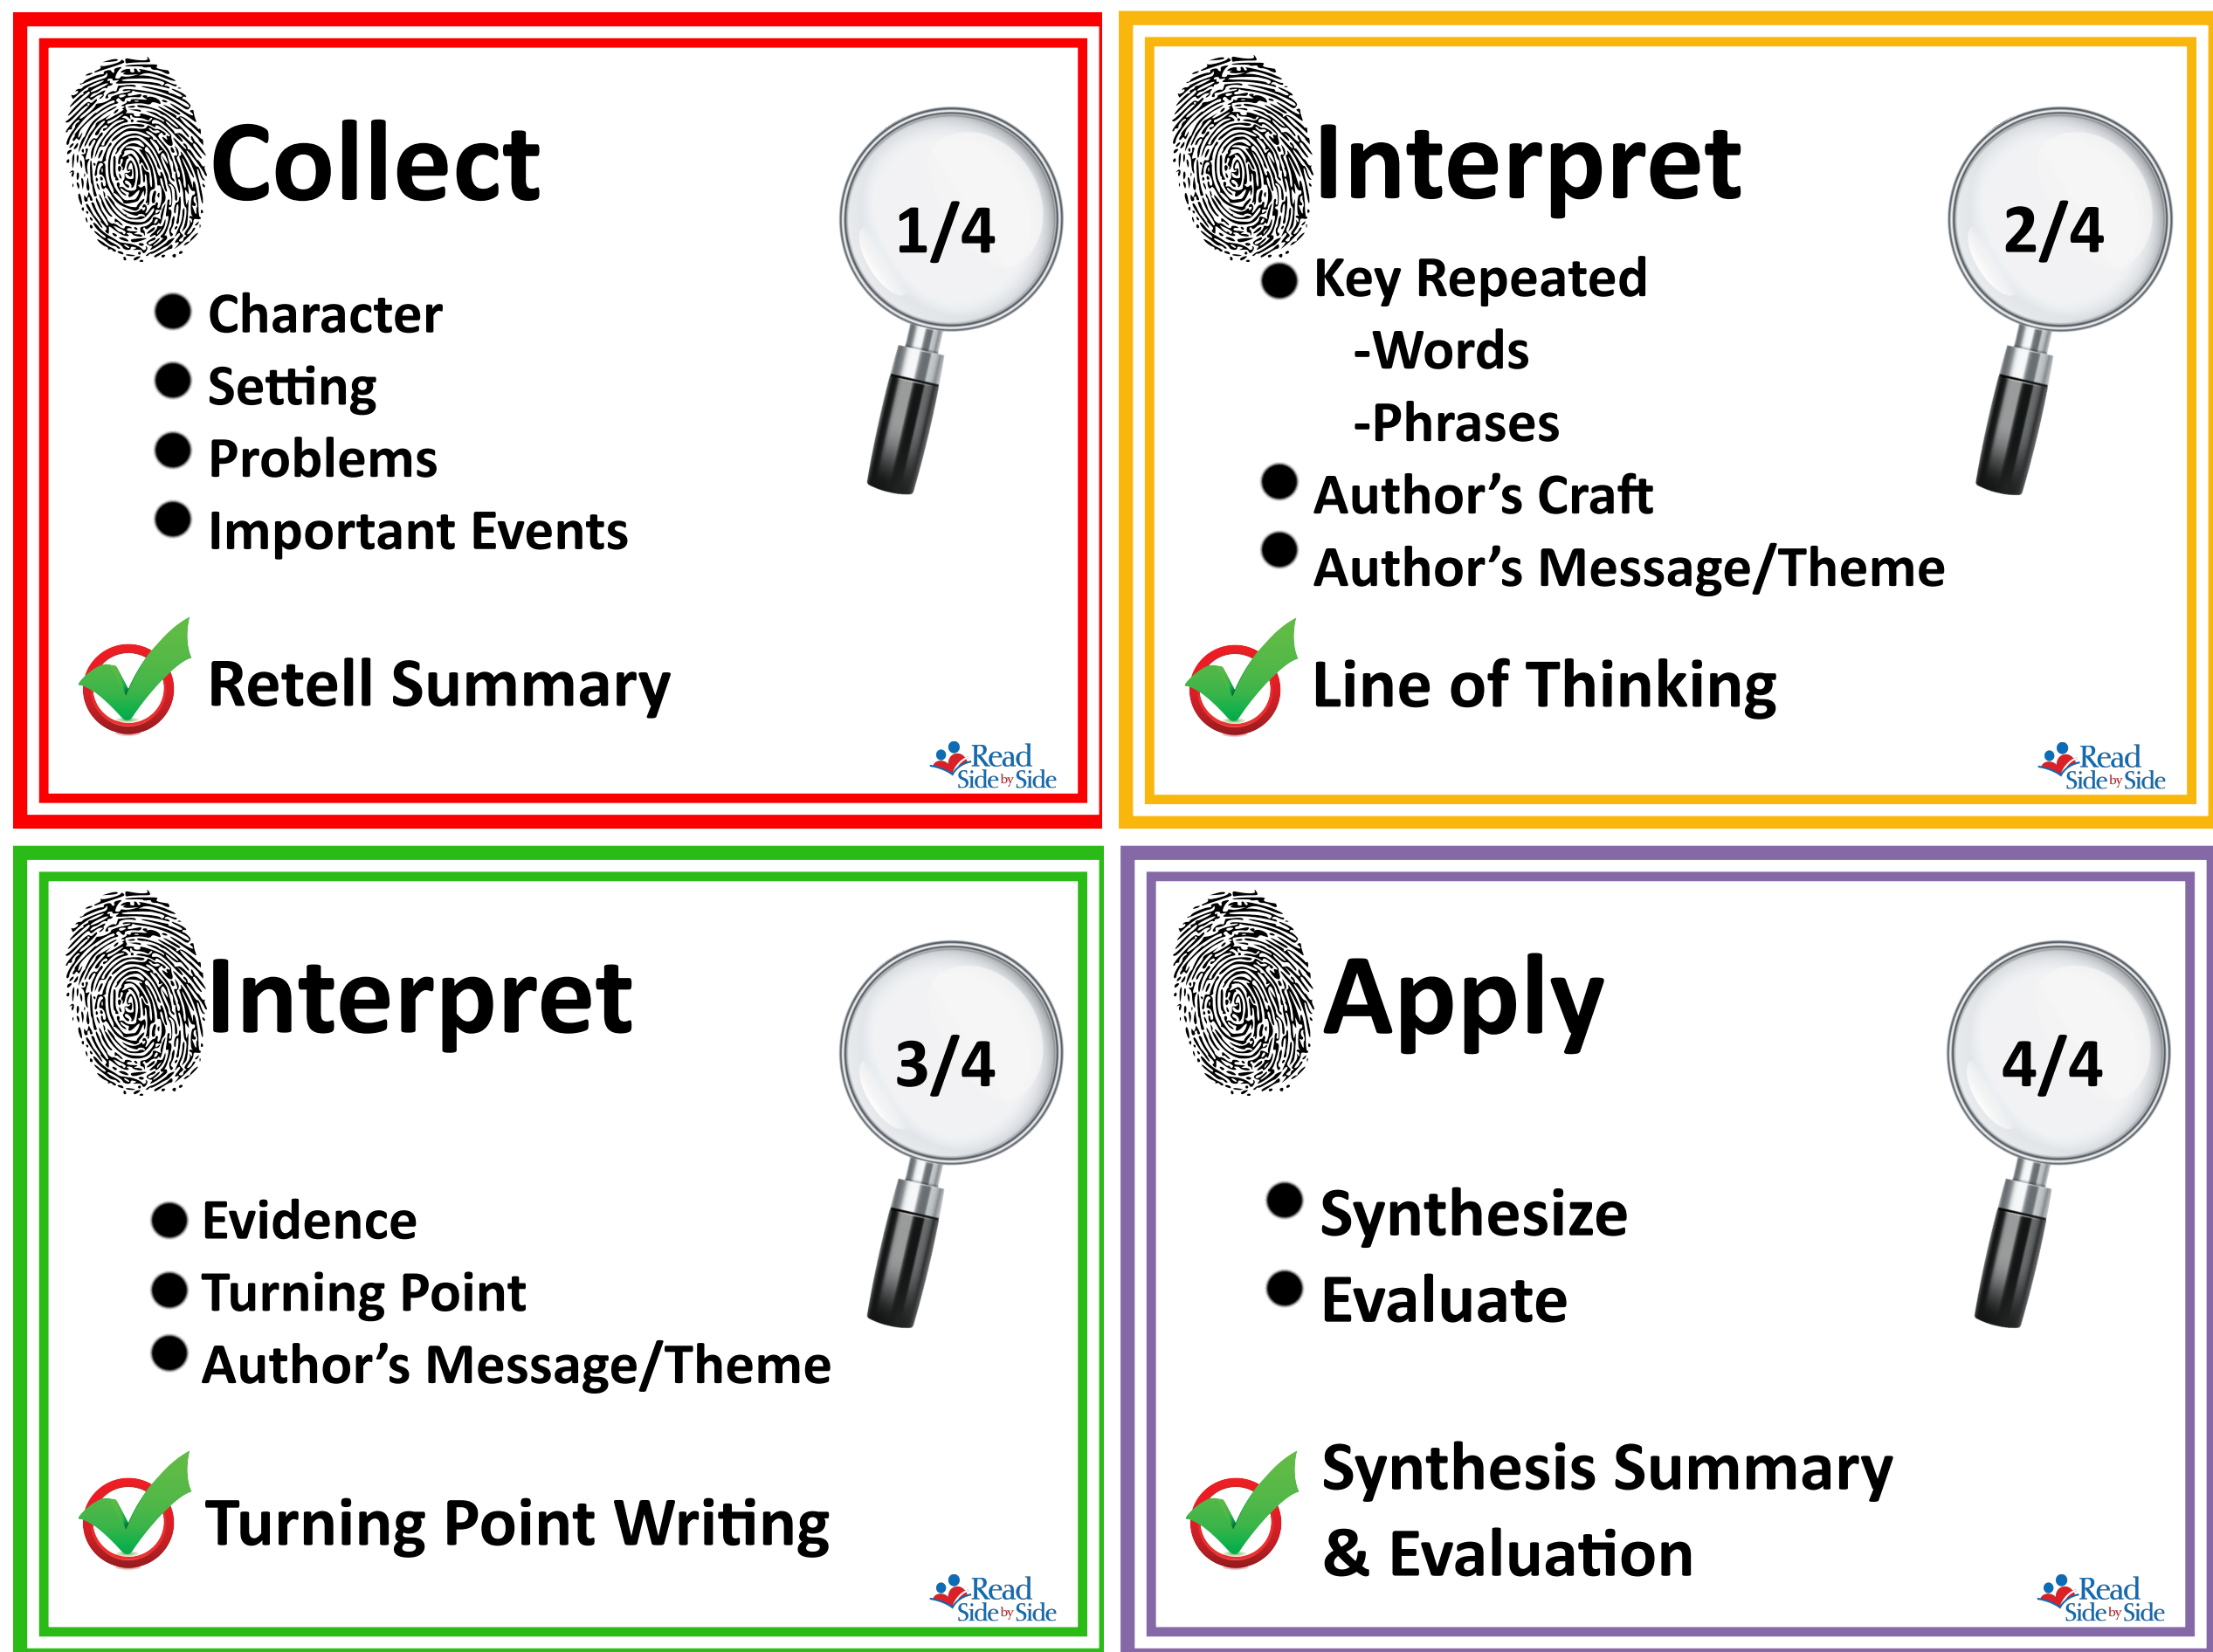 Collect
1/4
● Character
● Setting
● Problems
● Important Events
Retell Summary
Read
Side by Side
Interpret
2/4
● Key Repeated
-Words
-Phrases
● Author’s Craft
● Author’s Message/Theme
Line of Thinking
Read
Side by Side
Interpret
3/4
● Evidence
● Turning Point
● Author’s Message/Theme
Turning Point Writing
Read
Side by Side
Apply
4/4
● Synthesize
● Evaluate
Synthesis Summary
& Evaluation
Read
Side by Side